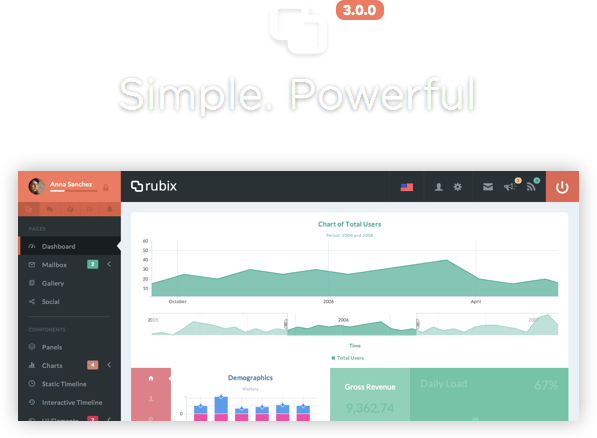 3.0.0
Simple. Powerful
Anna Sanchez
rubix
PAGES
Dashboard
Mailbox 2
Gallery
Social
COMPONENTS
Panels
Charts 4
Static Timeline
Interactive Timeline
UI Elements 7
Chart of Total Users
Period: 2004 and 2008
60
50
40
30
20
10
October 2006 April
2005 2006 2007
Time
Total Users
Demographics
Visitors
0
Gross Revenue
9,362.74
Daily Load
67%